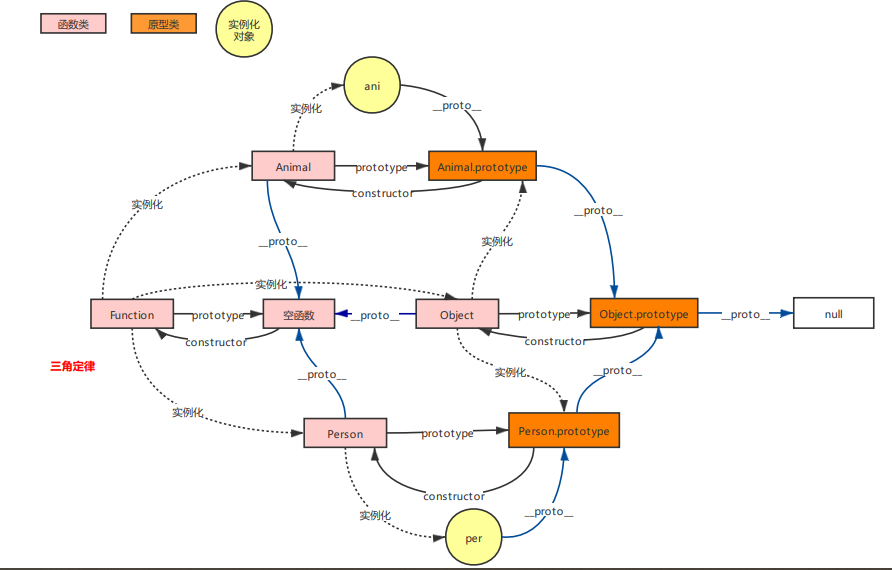 函数类
原型类
实例化
对象
ani
实例化
__proto__
Animal
prototype
Animal.prototype
constructor
实例化
__proto__
实例化
__proto__
实例化
Function
prototype
空函数
__proto__
Object
prototype
Object.prototype
__proto__
null
constructor
constructor
三角定律
__proto__
实例化
__proto__
实例化
Person
prototype
Person.prototype
constructor
实例化
__proto__
per